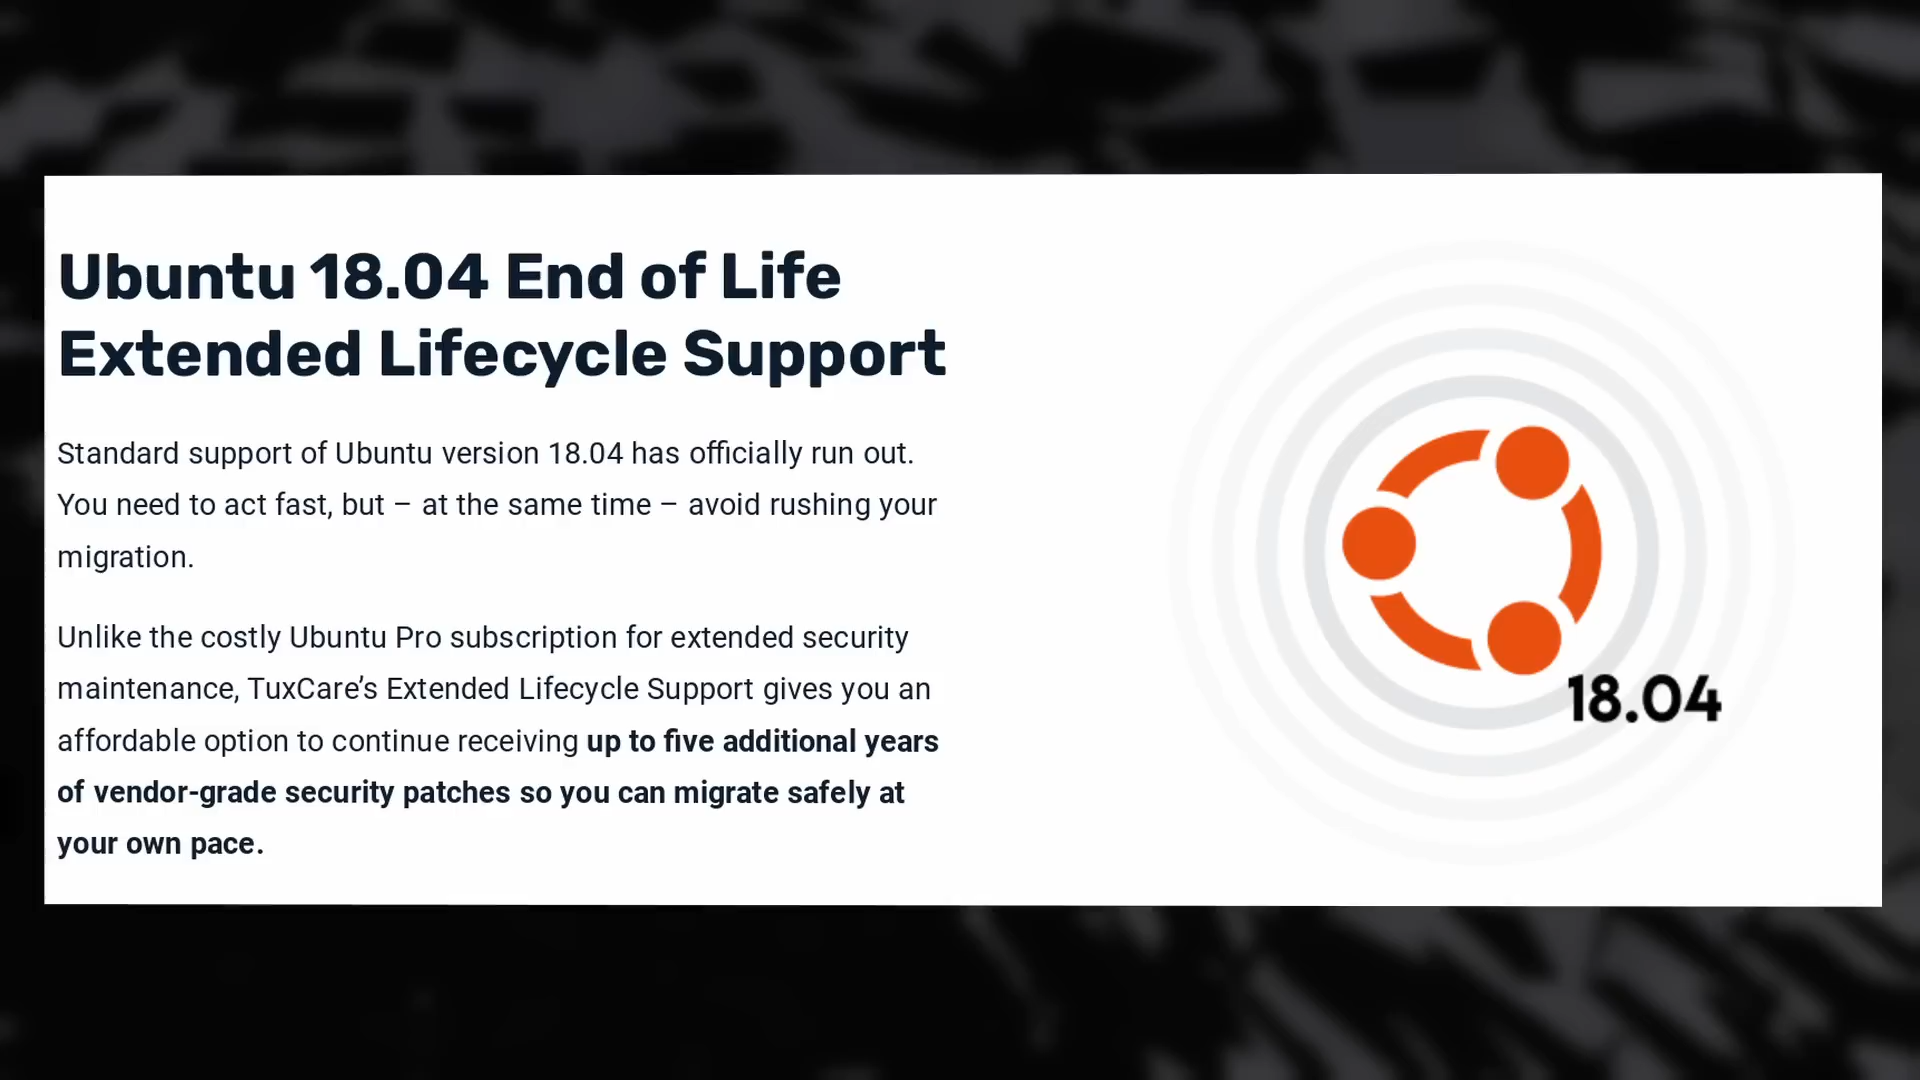 Ubuntu 18.04 End of Life
Extended Lifecycle Support
Standard support of Ubuntu version 18.04 has officially run out.
You need to act fast, but – at the same time – avoid rushing your
migration.
Unlike the costly Ubuntu Pro subscription for extended security
maintenance, TuxCare’s Extended Lifecycle Support gives you an
affordable option to continue receiving up to five additional years
of vendor-grade security patches so you can migrate safely at
your own pace.
18.04